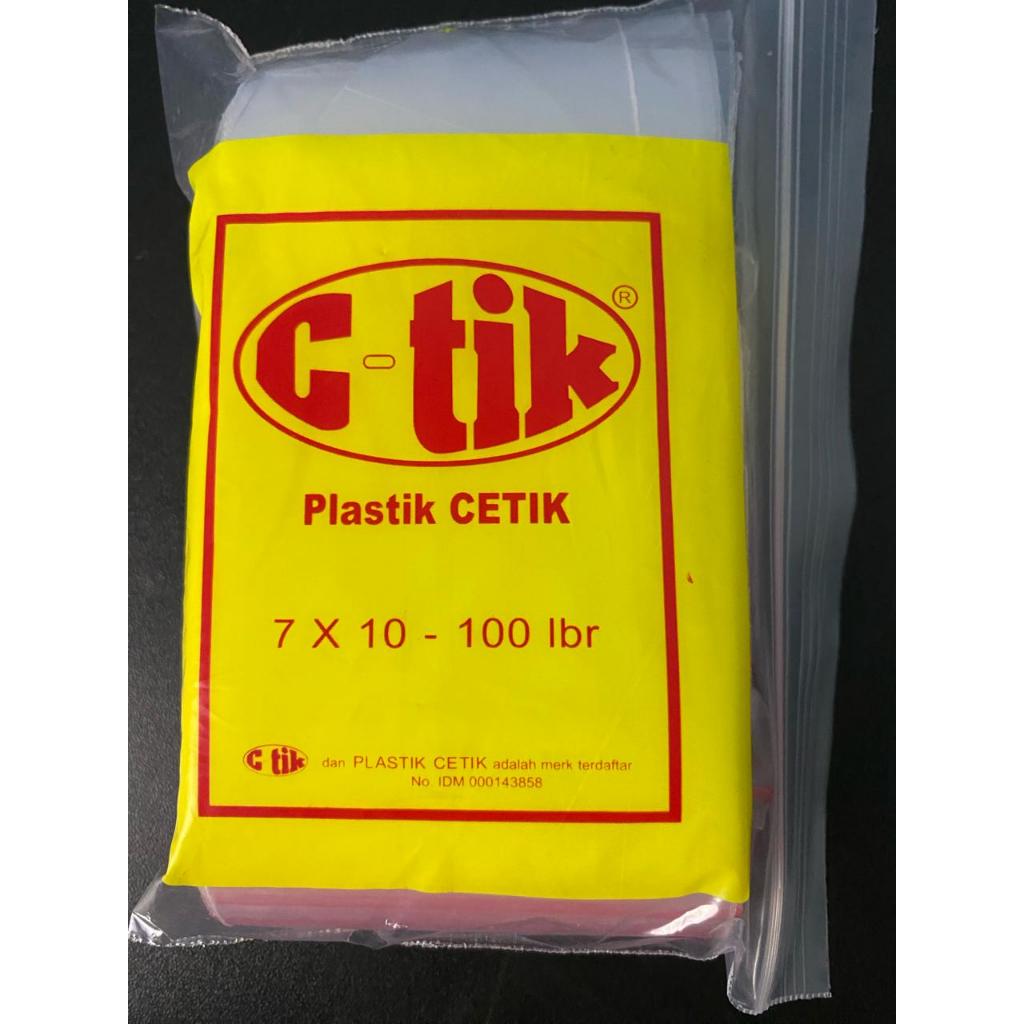 C-tik ®
Plastik CETIK
7 X 10 - 100 lbr
C tik dan PLASTIK CETIK adalah merk terdaftar
No. IDM 000143858